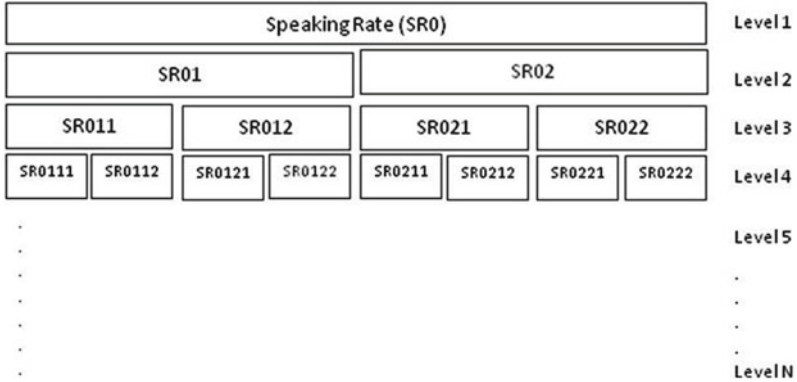 Speaking Rate (SR0) Level 1
SR01 SR02 Level 2
SR011 SR012 SR021 SR022 Level 3
SR0111 SR0112 SR0121 SR0122 SR0211 SR0212 SR0221 SR0222 Level 4
. Level 5
.
. .
. .
. .
. .
. Level N